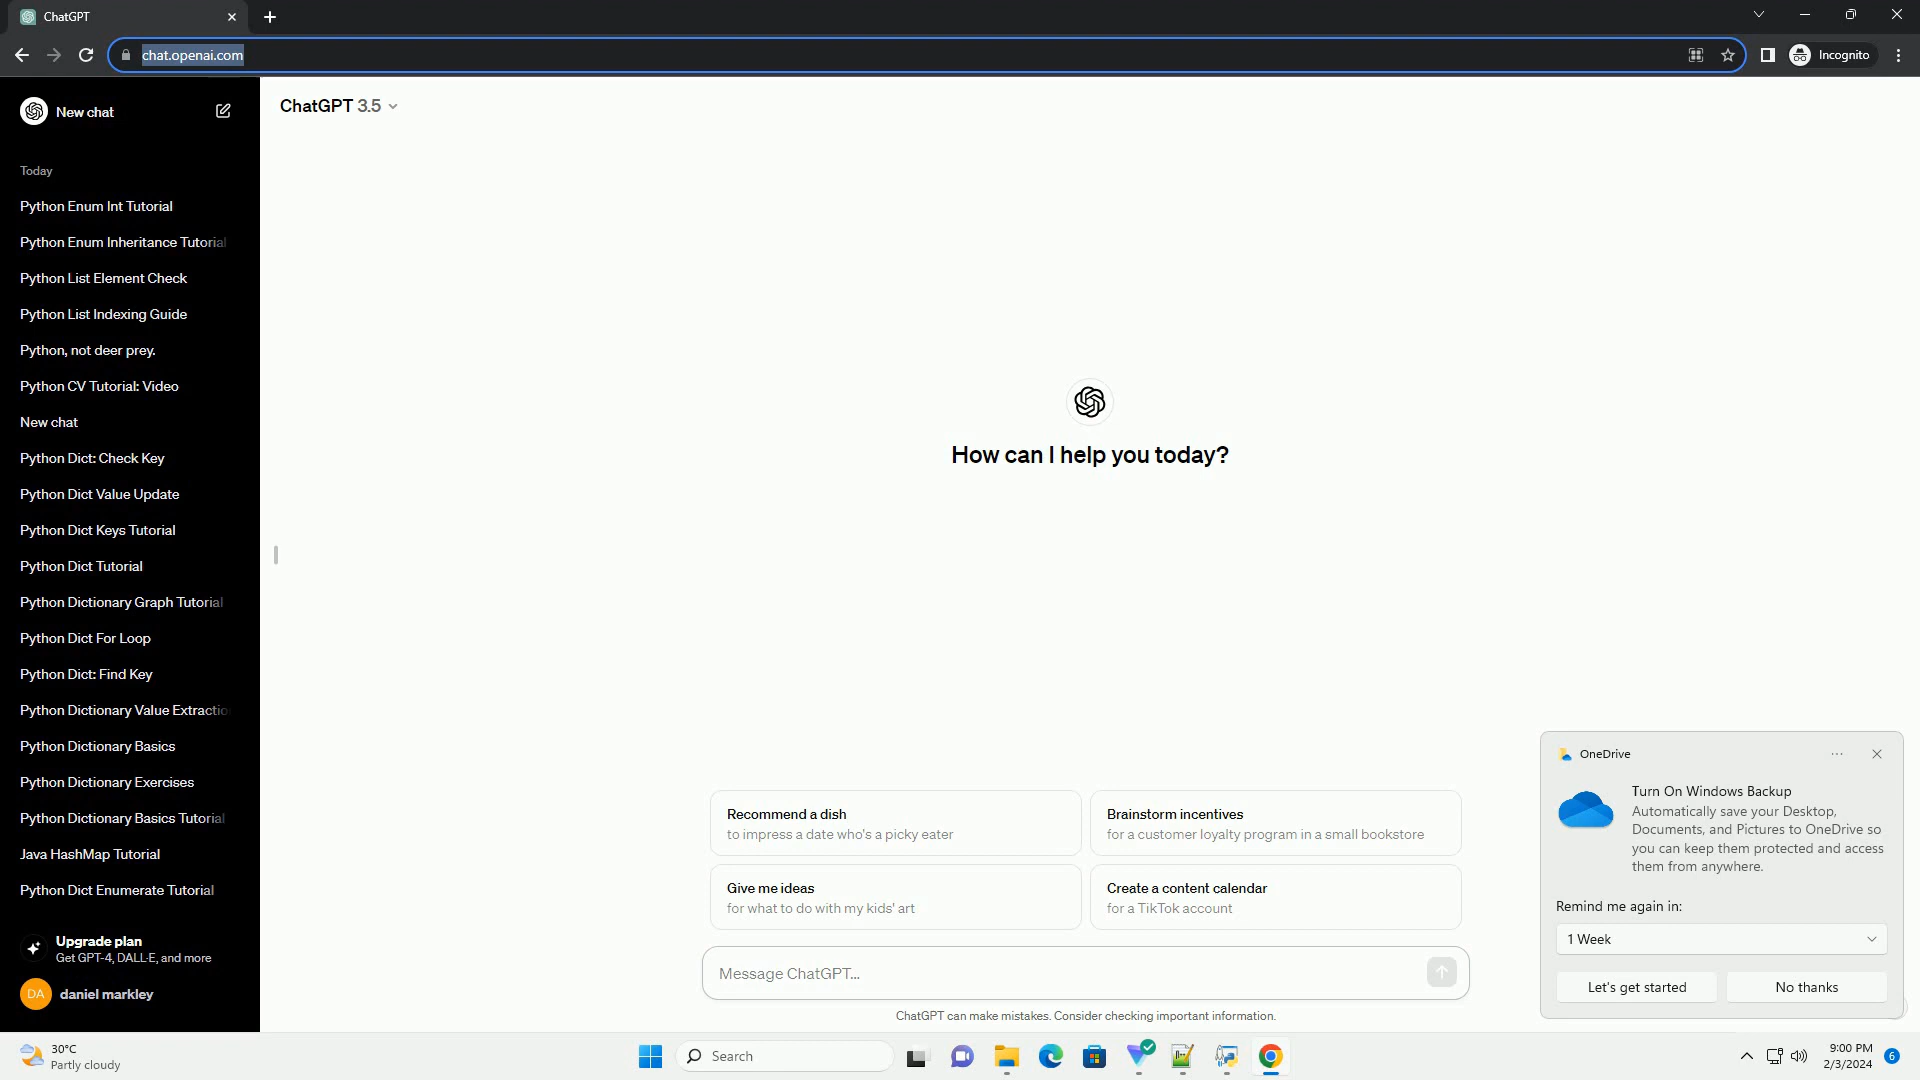 ChatGPT
chat.openai.com
Incognito
New chat
ChatGPT 3.5
Today
Python Enum Int Tutorial
Python Enum Inheritance Tutorial
Python List Element Check
Python List Indexing Guide
Python, not deer prey.
Python CV Tutorial: Video
New chat
Python Dict: Check Key
Python Dict Value Update
Python Dict Keys Tutorial
Python Dict Tutorial
Python Dictionary Graph Tutorial
Python Dict For Loop
Python Dict: Find Key
Python Dictionary Value Extractio
Python Dictionary Basics
Python Dictionary Exercises
Python Dictionary Basics Tutorial
Java HashMap Tutorial
Python Dict Enumerate Tutorial
Upgrade plan
Get GPT-4, DALL·E, and more
DA daniel markley
How can I help you today?
Recommend a dish
to impress a date who's a picky eater
Brainstorm incentives
for a customer loyalty program in a small bookstore
Give me ideas
for what to do with my kids' art
Create a content calendar
for a TikTok account
Message ChatGPT...
ChatGPT can make mistakes. Consider checking important information.
OneDrive
Turn On Windows Backup
Automatically save your Desktop,
Documents, and Pictures to OneDrive so
you can keep them protected and access
them from anywhere.
Remind me again in:
1 Week
Let's get started
No thanks
30°C
Partly cloudy
Search
9:00 PM
2/3/2024
6